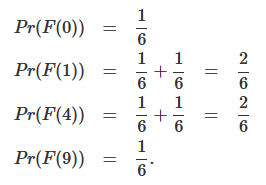 Pr(F(0)) = 1/6
Pr(F(1)) = 1/6 + 1/6 = 2/6
Pr(F(4)) = 1/6 + 1/6 = 2/6
Pr(F(9)) = 1/6.